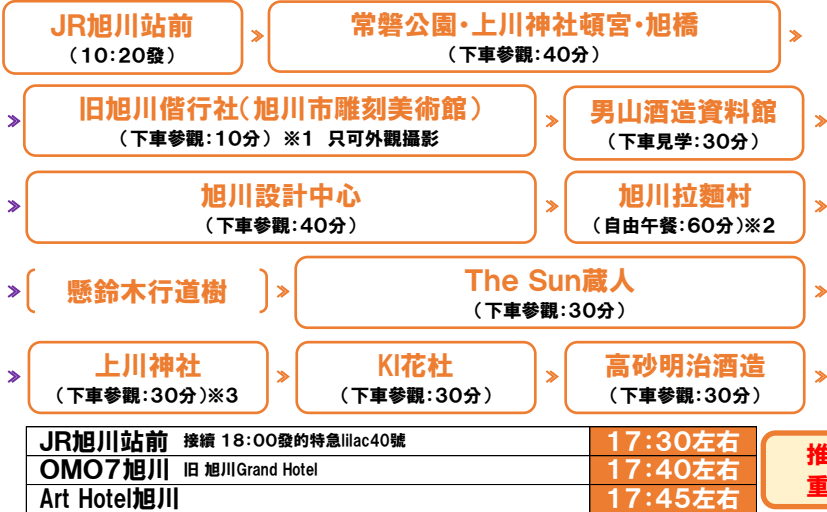 JR旭川站前
（10：20發）
常磐公園・上川神社頓宮・旭橋
（下車參觀：40分）
旧旭川偕行社（旭川市雕刻美術館）
（下車參觀：10分）※1 只可外觀攝影
男山酒造資料館
（下車見学：30分）
旭川設計中心
（下車參觀：40分）
旭川拉麵村
（自由午餐：60分）※2
懸鈴木行道樹
The Sun蔵人
（下車參觀：30分）
上川神社
（下車參觀：30分）※3
KI花杜
（下車參觀：30分）
高砂明治酒造
（下車參觀：30分）
JR旭川站前 接續 18：00發的特急lilac40號 17：30左右
OMO7旭川 旧 旭川Grand Hotel 17：40左右
Art Hotel旭川 17：45左右
推
重